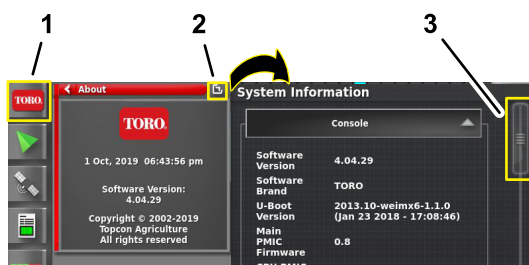 1
2
3
TORO.
About
TORO.
1 Oct, 2019 06:43:56 pm
Software Version:
4.04.29
Copyright © 2002-2019
Topcon Agriculture
All rights reserved
System Information
Console
Software
Version 4.04.29
Software
Brand TORO
U-Boot 2013.10-weimx6-1.1.0
Version (Jan 23 2018 - 17:08:46)
Main
PMIC 0.8
Firmware